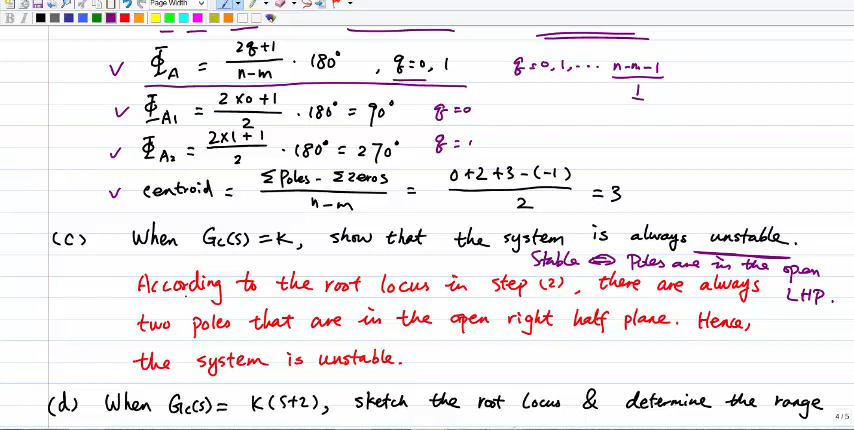 Page Width
B I
Φ_A = (2q+1)/(n-m) · 180° , q=0, 1    q=0,1,... (n-m-1)/1
Φ_A1 = (2×0+1)/2 · 180° = 90°    q=0
Φ_A2 = (2×1+1)/2 · 180° = 270°    q=1
centroid = (Σ Poles - Σ zeros)/(n-m) = (0+2+3-(-1))/2 = 3
(c) When Gc(s)=K, show that the system is always unstable.
Stable ⇔ Poles are in the open
LHP.
According to the root locus in step (2), there are always
two poles that are in the open right half plane. Hence,
the system is unstable.
(d) When Gc(s)= K(s+2), sketch the root locus & determine the range
4/5